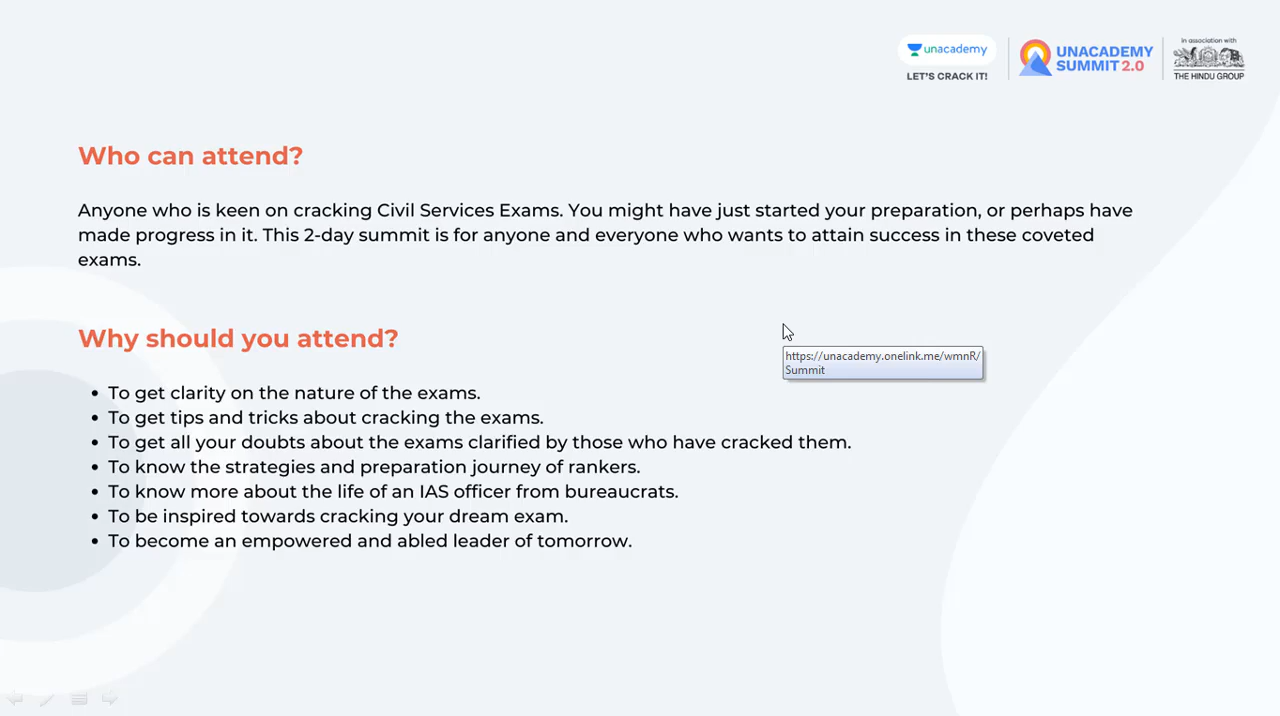 unacademy
LET'S CRACK IT!
UNACADEMY
SUMMIT 2.0
In association with
THE HINDU GROUP
Who can attend?
Anyone who is keen on cracking Civil Services Exams. You might have just started your preparation, or perhaps have
made progress in it. This 2-day summit is for anyone and everyone who wants to attain success in these coveted
exams.
Why should you attend?
https://unacademy.onelink.me/wmnR/
Summit
• To get clarity on the nature of the exams.
• To get tips and tricks about cracking the exams.
• To get all your doubts about the exams clarified by those who have cracked them.
• To know the strategies and preparation journey of rankers.
• To know more about the life of an IAS officer from bureaucrats.
• To be inspired towards cracking your dream exam.
• To become an empowered and abled leader of tomorrow.